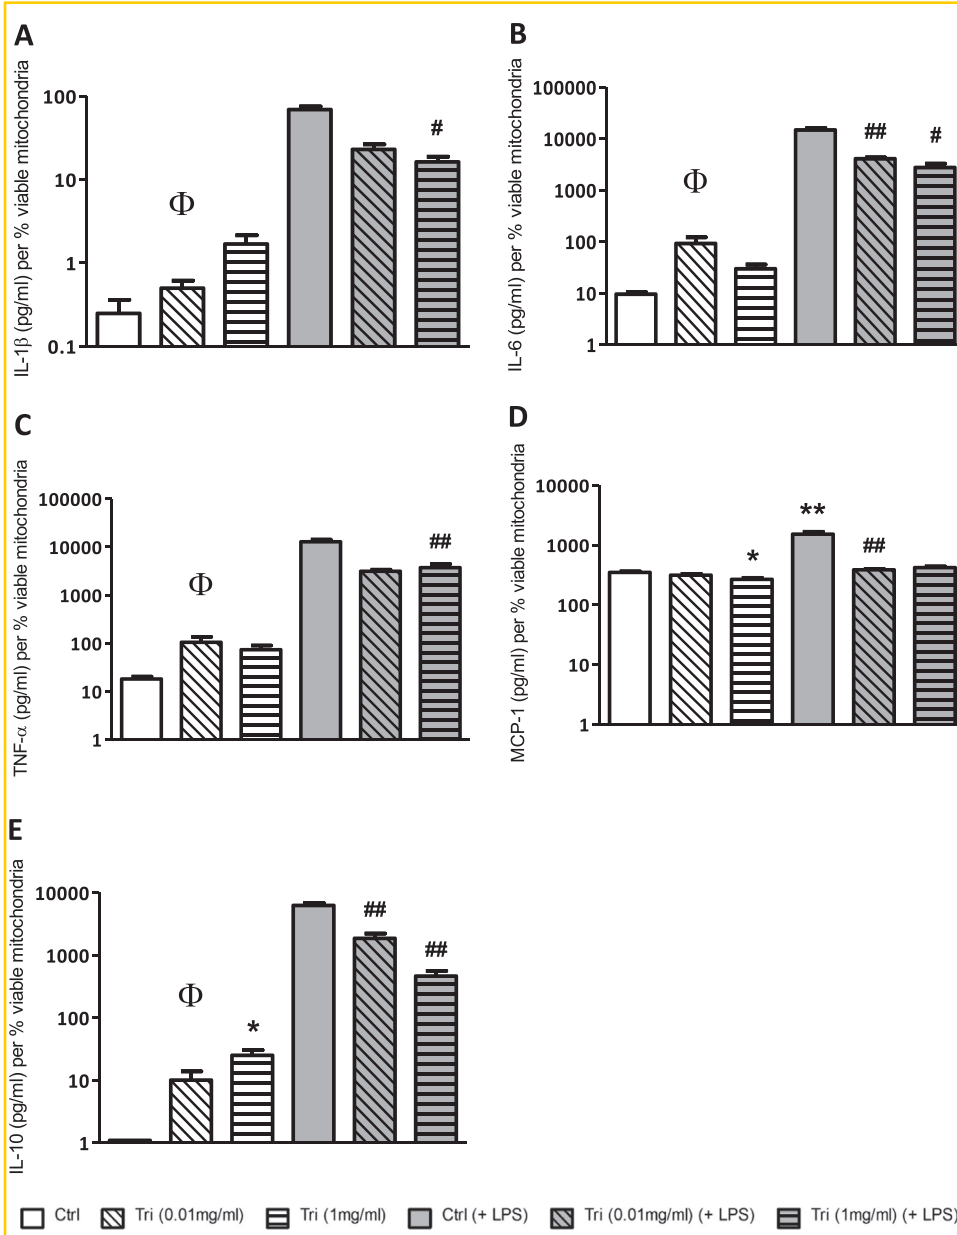 A
IL-1β (pg/ml) per % viable mitochondria
100
10
1
0.1
Φ
#
B
IL-6 (pg/ml) per % viable mitochondria
100000
10000
1000
100
10
1
Φ
##
#
C
TNF-α (pg/ml) per % viable mitochondria
100000
10000
1000
100
10
1
Φ
##
D
MCP-1 (pg/ml) per % viable mitochondria
10000
1000
100
10
1
*
**
##
E
IL-10 (pg/ml) per % viable mitochondria
10000
1000
100
10
1
Φ
*
##
##
Ctrl Tri (0.01mg/ml) Tri (1mg/ml) Ctrl (+ LPS) Tri (0.01mg/ml) (+ LPS) Tri (1mg/ml) (+ LPS)